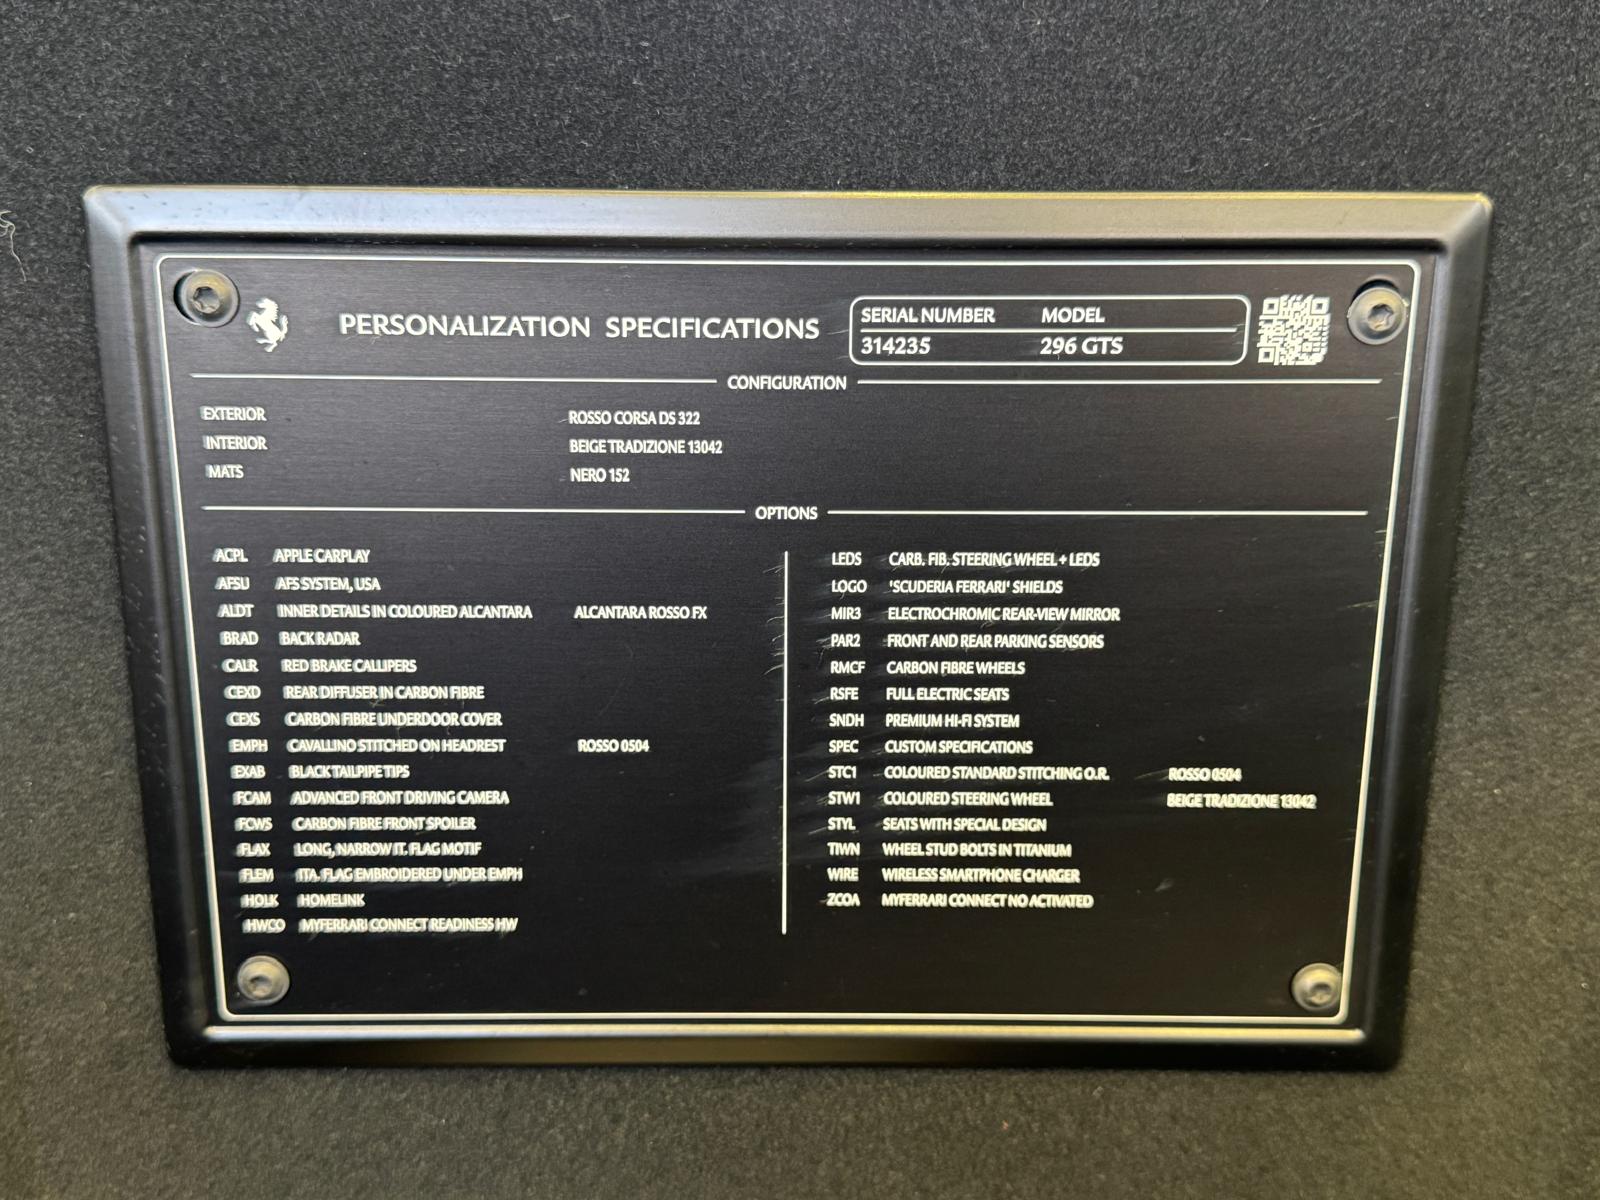 PERSONALIZATION SPECIFICATIONS
SERIAL NUMBER MODEL
314235 296 GTS
CONFIGURATION
EXTERIOR ROSSO CORSA DS 322
INTERIOR BEIGE TRADIZIONE 13042
MATS NERO 152
OPTIONS
ACPL APPLE CARPLAY
AFSU AFS SYSTEM, USA
ALDT INNER DETAILS IN COLOURED ALCANTARA ALCANTARA ROSSO FX
BRAD BACK RADAR
CALR RED BRAKE CALLIPERS
CEXD REAR DIFFUSER IN CARBON FIBRE
CEXS CARBON FIBRE UNDERDOOR COVER
EMPH CAVALLINO STITCHED ON HEADREST ROSSO 0504
EXAB BLACK TAILPIPE TIPS
FCAM ADVANCED FRONT DRIVING CAMERA
FCWS CARBON FIBRE FRONT SPOILER
FLAX LONG, NARROW IT. FLAG MOTIF
FLEM ITA. FLAG EMBROIDERED UNDER EMPH
HOLK HOMELINK
HWCO MYFERRARI CONNECT READINESS HW
LEDS CARB. FIB. STEERING WHEEL + LEDS
LOGO 'SCUDERIA FERRARI' SHIELDS
MIR3 ELECTROCHROMIC REAR-VIEW MIRROR
PAR2 FRONT AND REAR PARKING SENSORS
RMCF CARBON FIBRE WHEELS
RSFE FULL ELECTRIC SEATS
SNDH PREMIUM HI-FI SYSTEM
SPEC CUSTOM SPECIFICATIONS
STC1 COLOURED STANDARD STITCHING O.R. ROSSO 0504
STW1 COLOURED STEERING WHEEL BEIGE TRADIZIONE 13042
STYL SEATS WITH SPECIAL DESIGN
TIWN WHEEL STUD BOLTS IN TITANIUM
WIRE WIRELESS SMARTPHONE CHARGER
ZCOA MYFERRARI CONNECT NO ACTIVATED